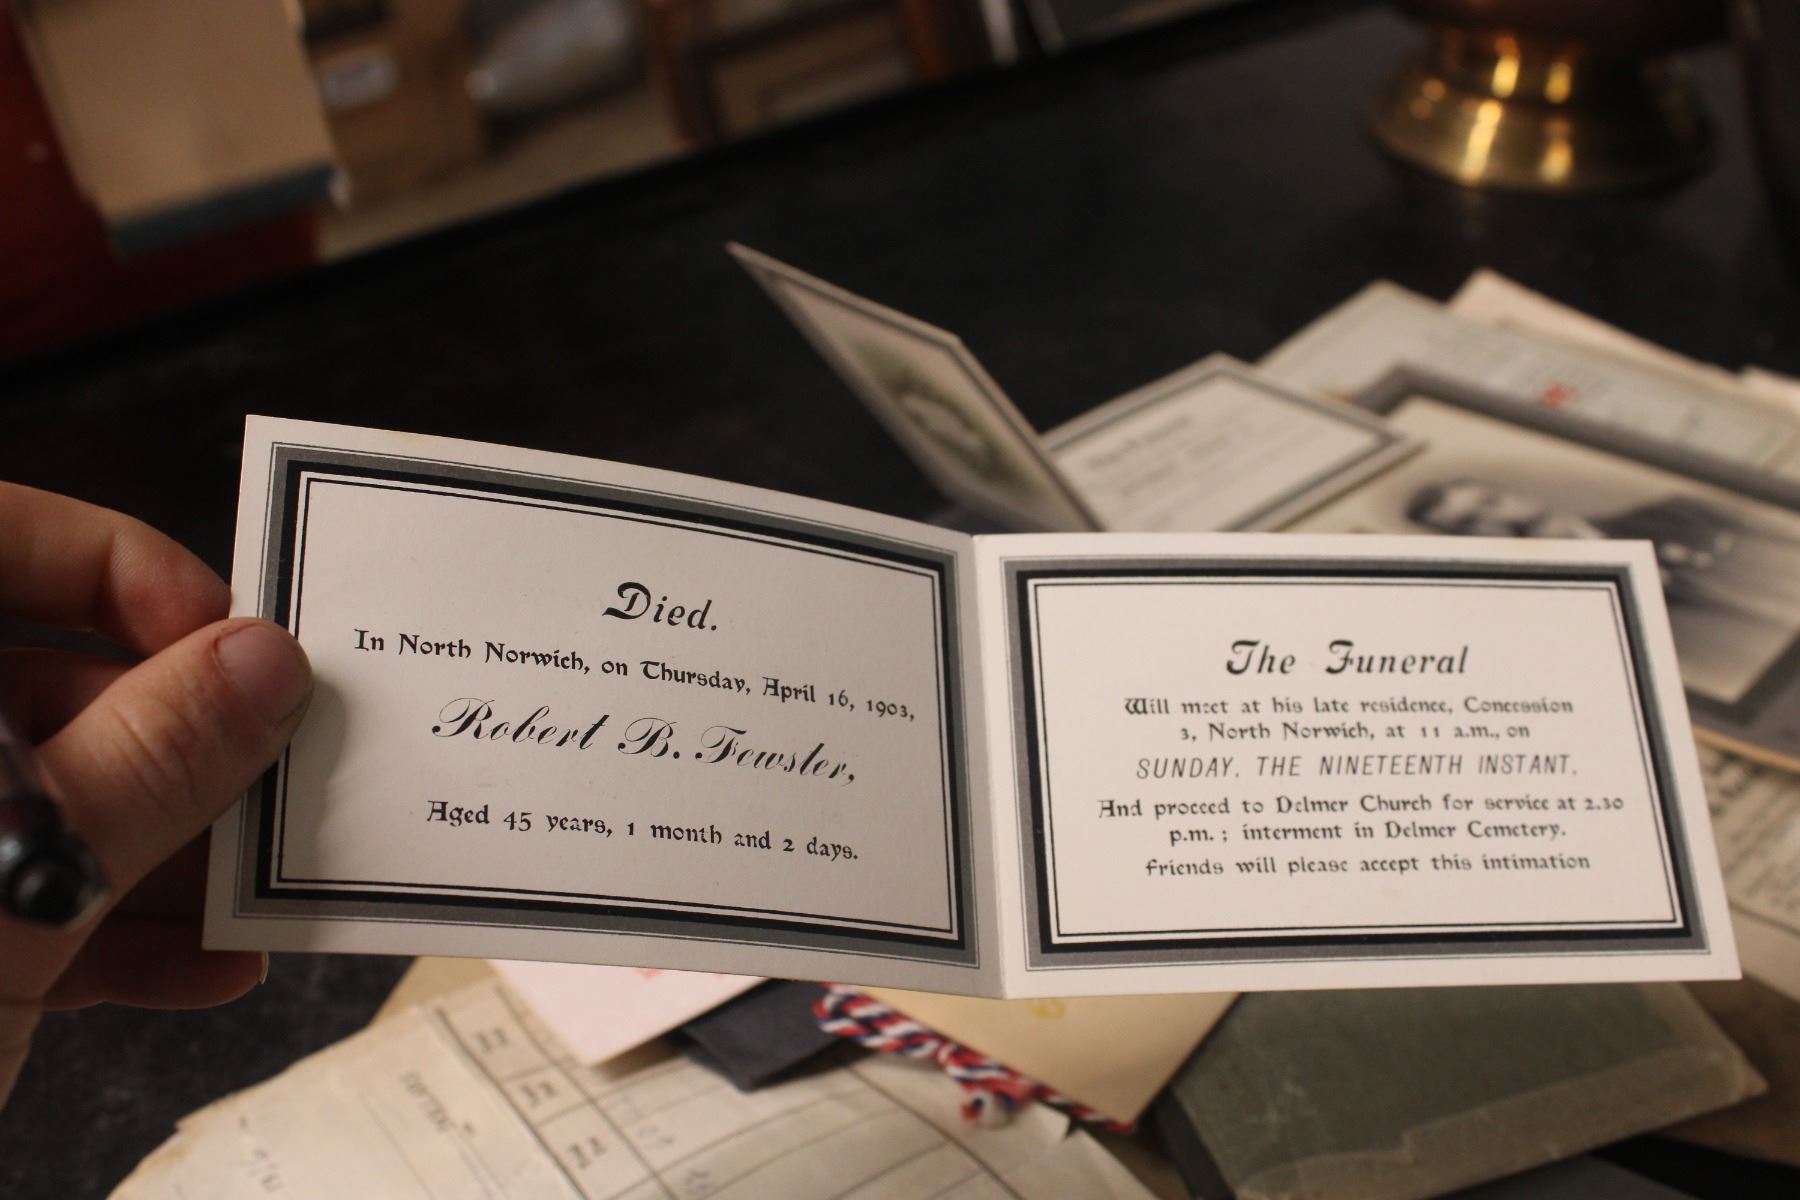 Died.
In North Norwich, on Thursday, April 16, 1903,
Robert B. Fewster,
Aged 45 years, 1 month and 2 days.
The Funeral
Will meet at his late residence, Concession
3, North Norwich, at 11 a.m., on
SUNDAY, THE NINETEENTH INSTANT,
And proceed to Delmer Church for service at 2.30
p.m. ; interment in Delmer Cemetery.
Friends will please accept this intimation